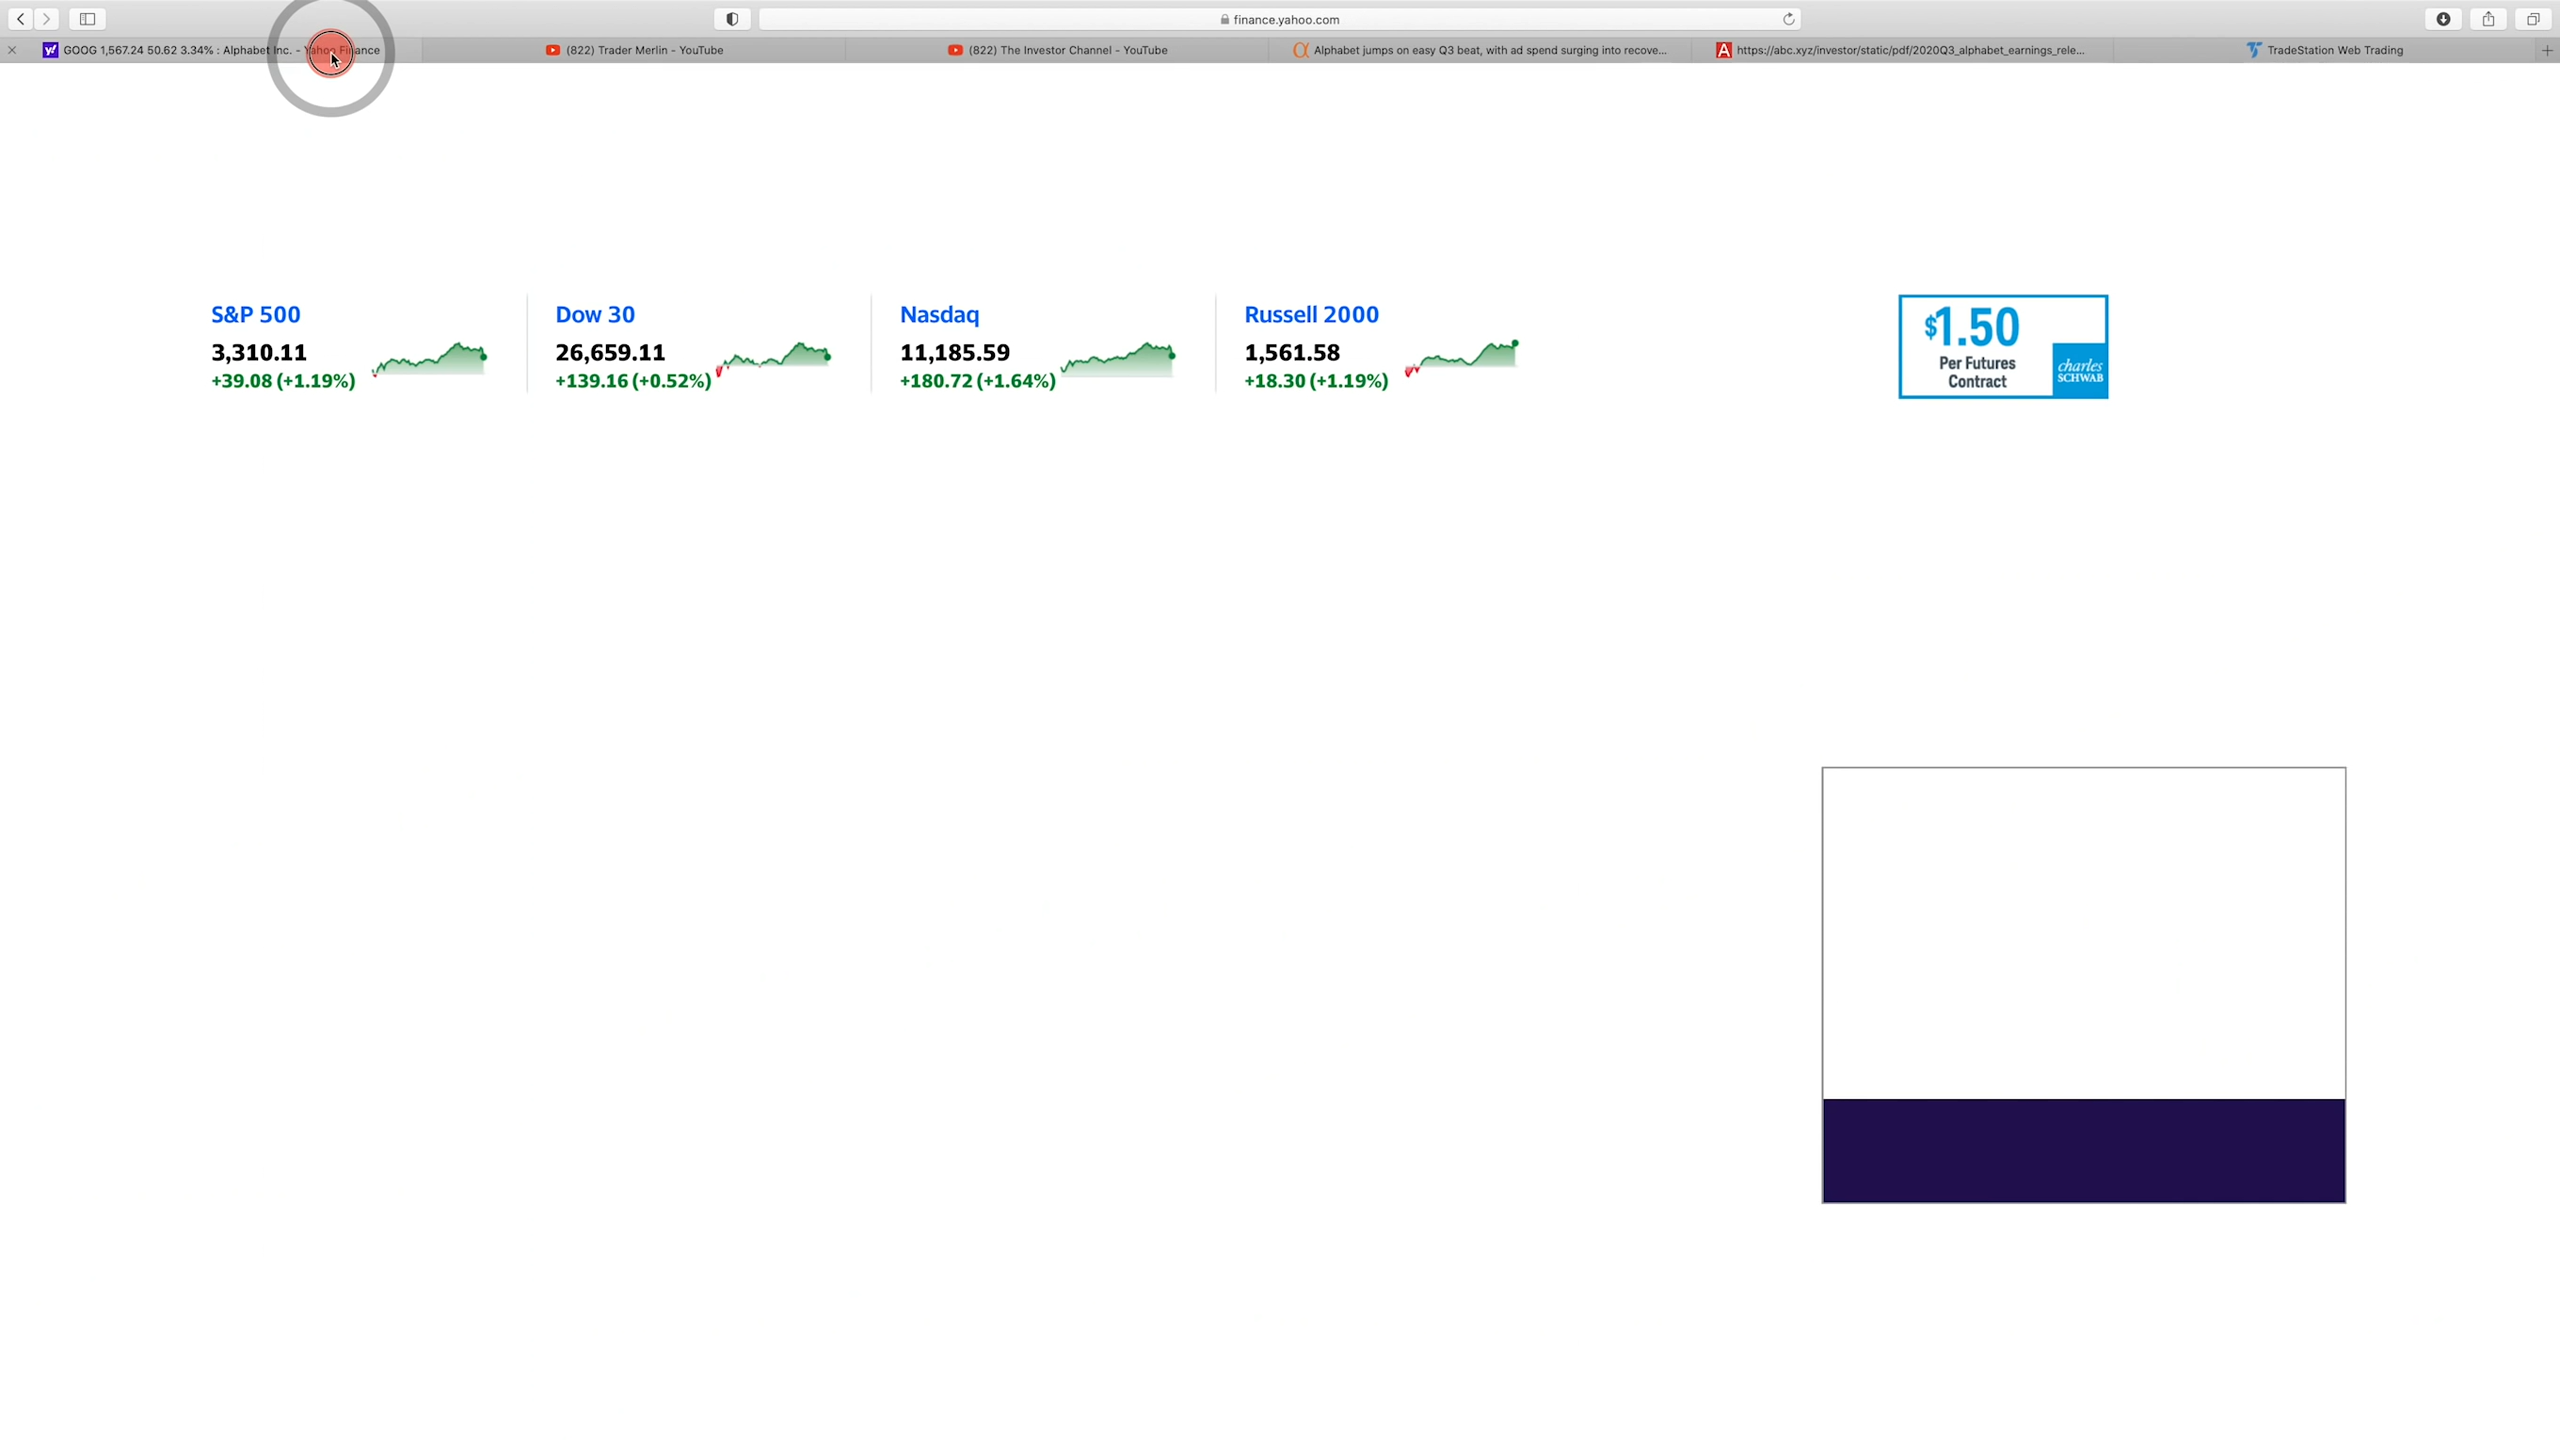 finance.yahoo.com
GOOG 1,567.24 50.62 3.34% : Alphabet Inc. - Yahoo Finance
(822) Trader Merlin - YouTube
(822) The Investor Channel - YouTube
Alphabet jumps on easy Q3 beat, with ad spend surging into recove...
https://abc.xyz/investor/static/pdf/2020Q3_alphabet_earnings_rele...
TradeStation Web Trading
S&P 500
3,310.11
+39.08 (+1.19%)
Dow 30
26,659.11
+139.16 (+0.52%)
Nasdaq
11,185.59
+180.72 (+1.64%)
Russell 2000
1,561.58
+18.30 (+1.19%)
$1.50
Per Futures
Contract
charles
SCHWAB